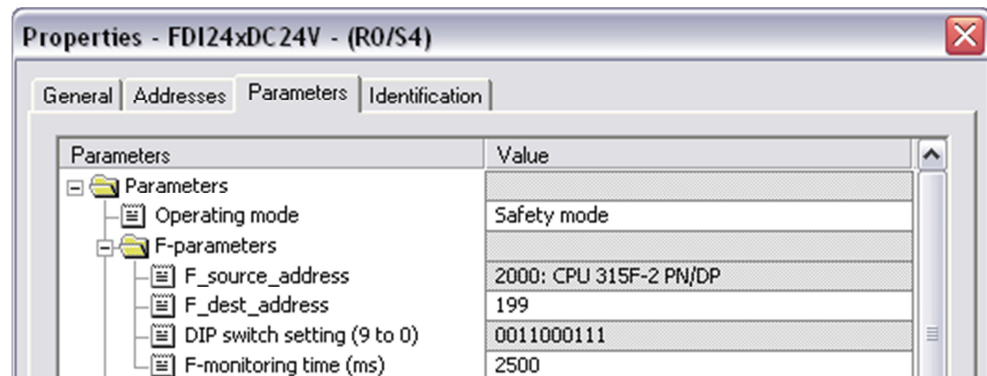 Properties - FDI24xDC24V - (R0/S4)
General Addresses Parameters Identification
Parameters Value
Parameters
Operating mode Safety mode
F-parameters
F_source_address 2000: CPU 315F-2 PN/DP
F_dest_address 199
DIP switch setting (9 to 0) 0011000111
F-monitoring time (ms) 2500